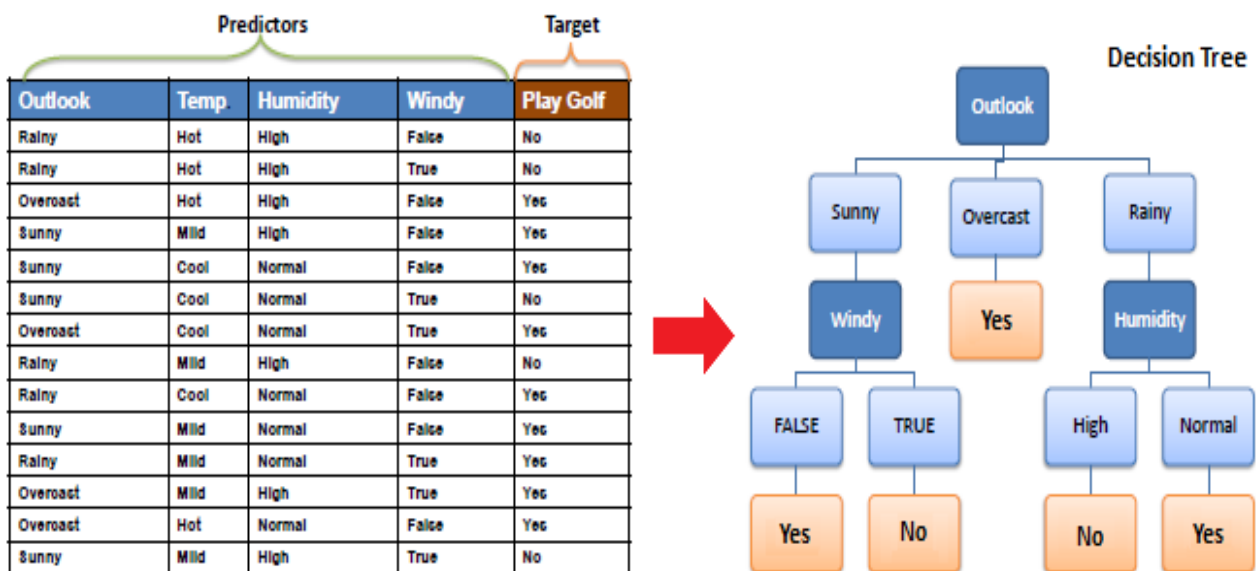 Predictors Target
Outlook Temp. Humidity Windy Play Golf
Rainy Hot High False No
Rainy Hot High True No
Overcast Hot High False Yes
Sunny Mild High False Yes
Sunny Cool Normal False Yes
Sunny Cool Normal True No
Overcast Cool Normal True Yes
Rainy Mild High False No
Rainy Cool Normal False Yes
Sunny Mild Normal False Yes
Rainy Mild Normal True Yes
Overcast Mild High True Yes
Overcast Hot Normal False Yes
Sunny Mild High True No
Decision Tree
Outlook
Sunny Overcast Rainy
Windy Yes Humidity
FALSE TRUE High Normal
Yes No No Yes